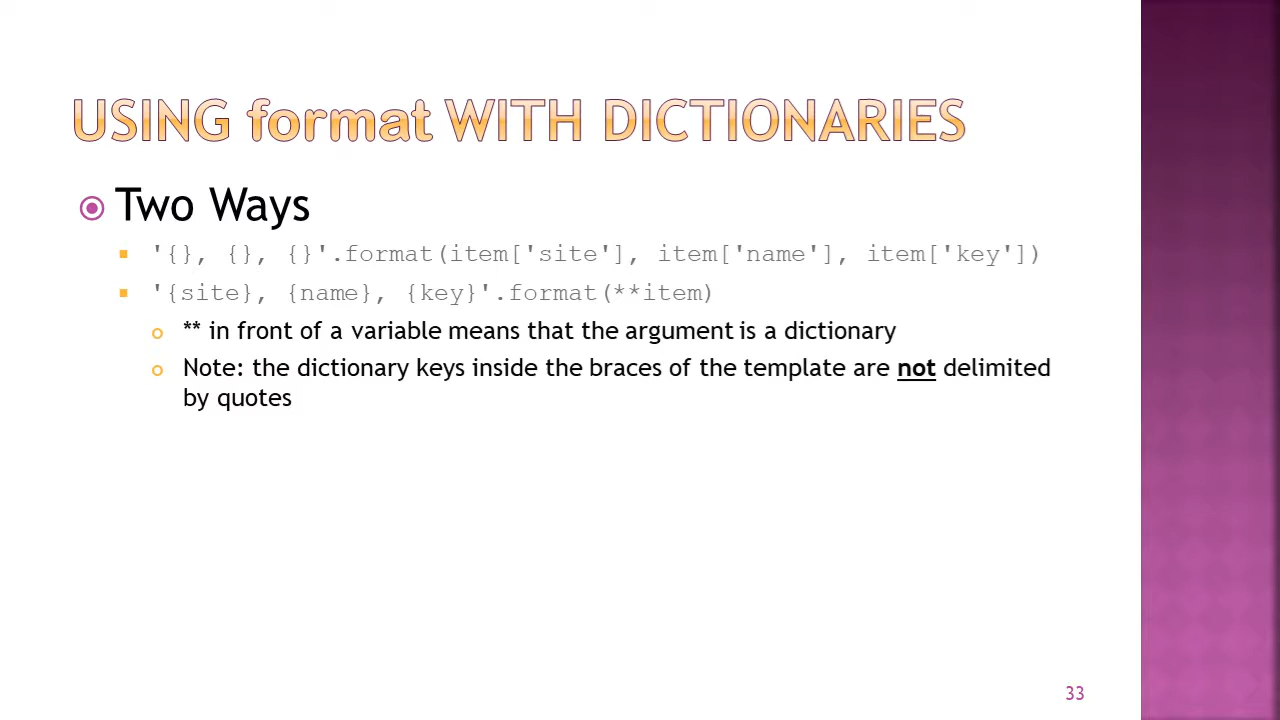 USING format WITH DICTIONARIES
Two Ways
'{}, {}, {}'.format(item['site'], item['name'], item['key'])
'{site}, {name}, {key}'.format(**item)
** in front of a variable means that the argument is a dictionary
Note: the dictionary keys inside the braces of the template are not delimited
by quotes
33